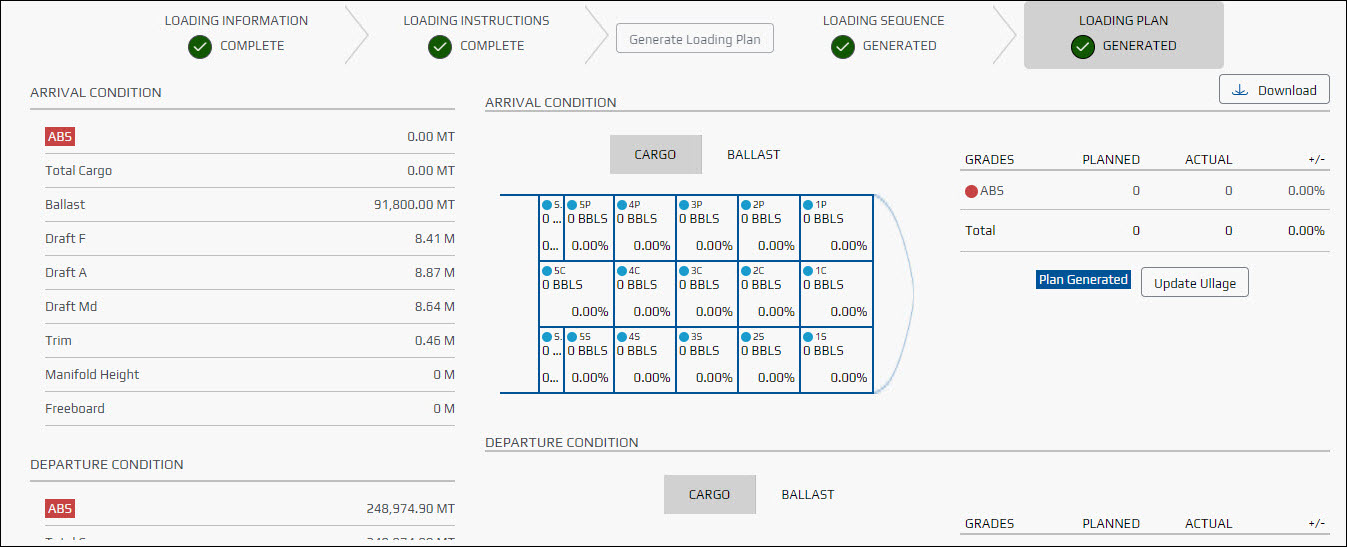 LOADING INFORMATION
COMPLETE
LOADING INSTRUCTIONS
COMPLETE
Generate Loading Plan
LOADING SEQUENCE
GENERATED
LOADING PLAN
GENERATED
Download
ARRIVAL CONDITION
ABS 0.00 MT
Total Cargo 0.00 MT
Ballast 91,800.00 MT
Draft F 8.41 M
Draft A 8.87 M
Draft Md 8.64 M
Trim 0.46 M
Manifold Height 0 M
Freeboard 0 M
DEPARTURE CONDITION
ABS 248,974.90 MT
ARRIVAL CONDITION
CARGO BALLAST
5. 5P 4P 3P 2P 1P
0 ... 0 BBLS 0 BBLS 0 BBLS 0 BBLS 0 BBLS
0... 0.00% 0.00% 0.00% 0.00% 0.00%
5C 4C 3C 2C 1C
0 BBLS 0 BBLS 0 BBLS 0 BBLS 0 BBLS
0.00% 0.00% 0.00% 0.00% 0.00%
5. 5S 4S 3S 2S 1S
0 ... 0 BBLS 0 BBLS 0 BBLS 0 BBLS 0 BBLS
0... 0.00% 0.00% 0.00% 0.00% 0.00%
GRADES PLANNED ACTUAL +/-
ABS 0 0 0.00%
Total 0 0 0.00%
Plan Generated Update Ullage
DEPARTURE CONDITION
CARGO BALLAST
GRADES PLANNED ACTUAL +/-